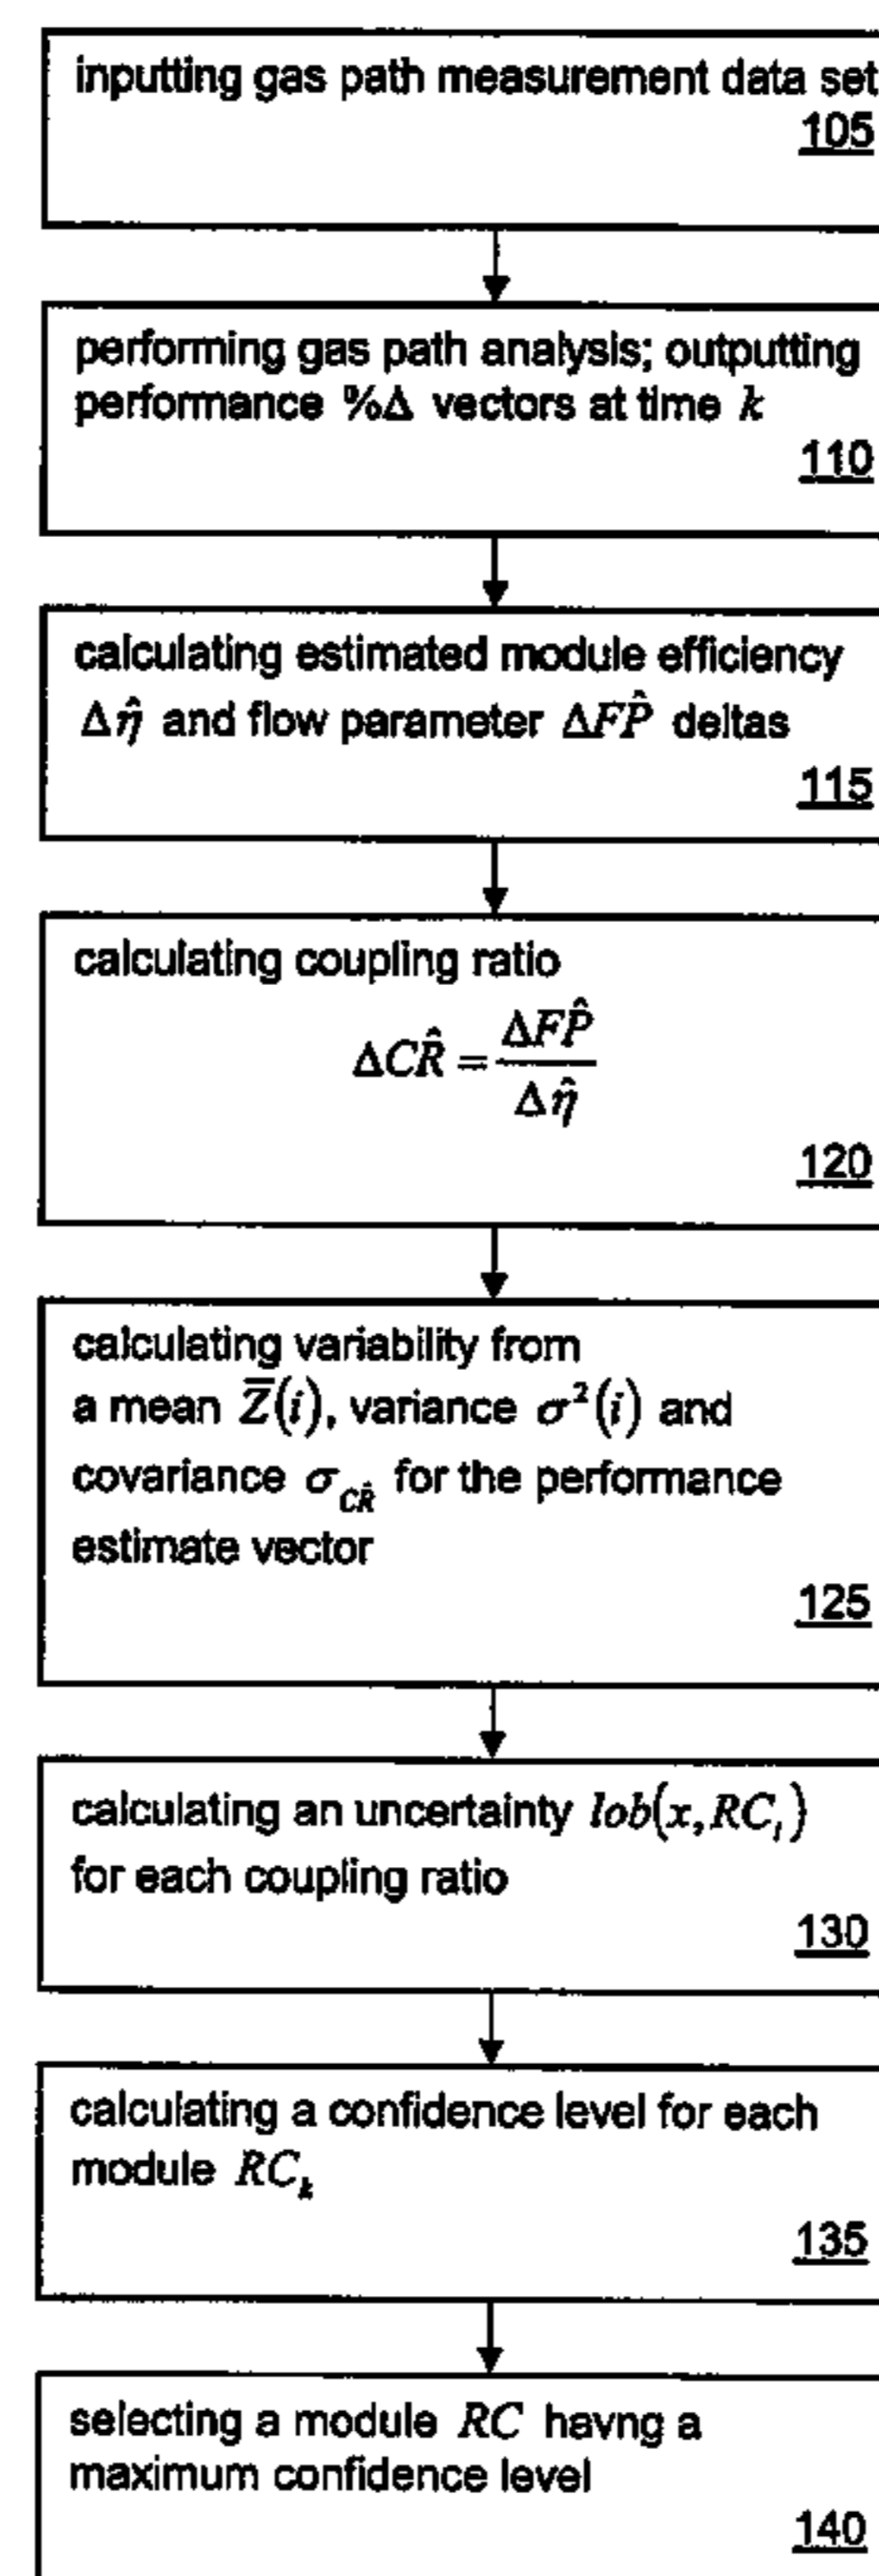 inputting gas path measurement data set
105
performing gas path analysis; outputting
performance %Δ vectors at time k
110
calculating estimated module efficiency
Δη̂ and flow parameter ΔFP̂ deltas
115
calculating coupling ratio
ΔCR̂ = ΔFP̂ / Δη̂
120
calculating variability from
a mean Z̅(i), variance σ²(i) and
covariance σ_CR̂ for the performance
estimate vector
125
calculating an uncertainty lob(x, RC_i)
for each coupling ratio
130
calculating a confidence level for each
module RC_k
135
selecting a module RC havng a
maximum confidence level
140